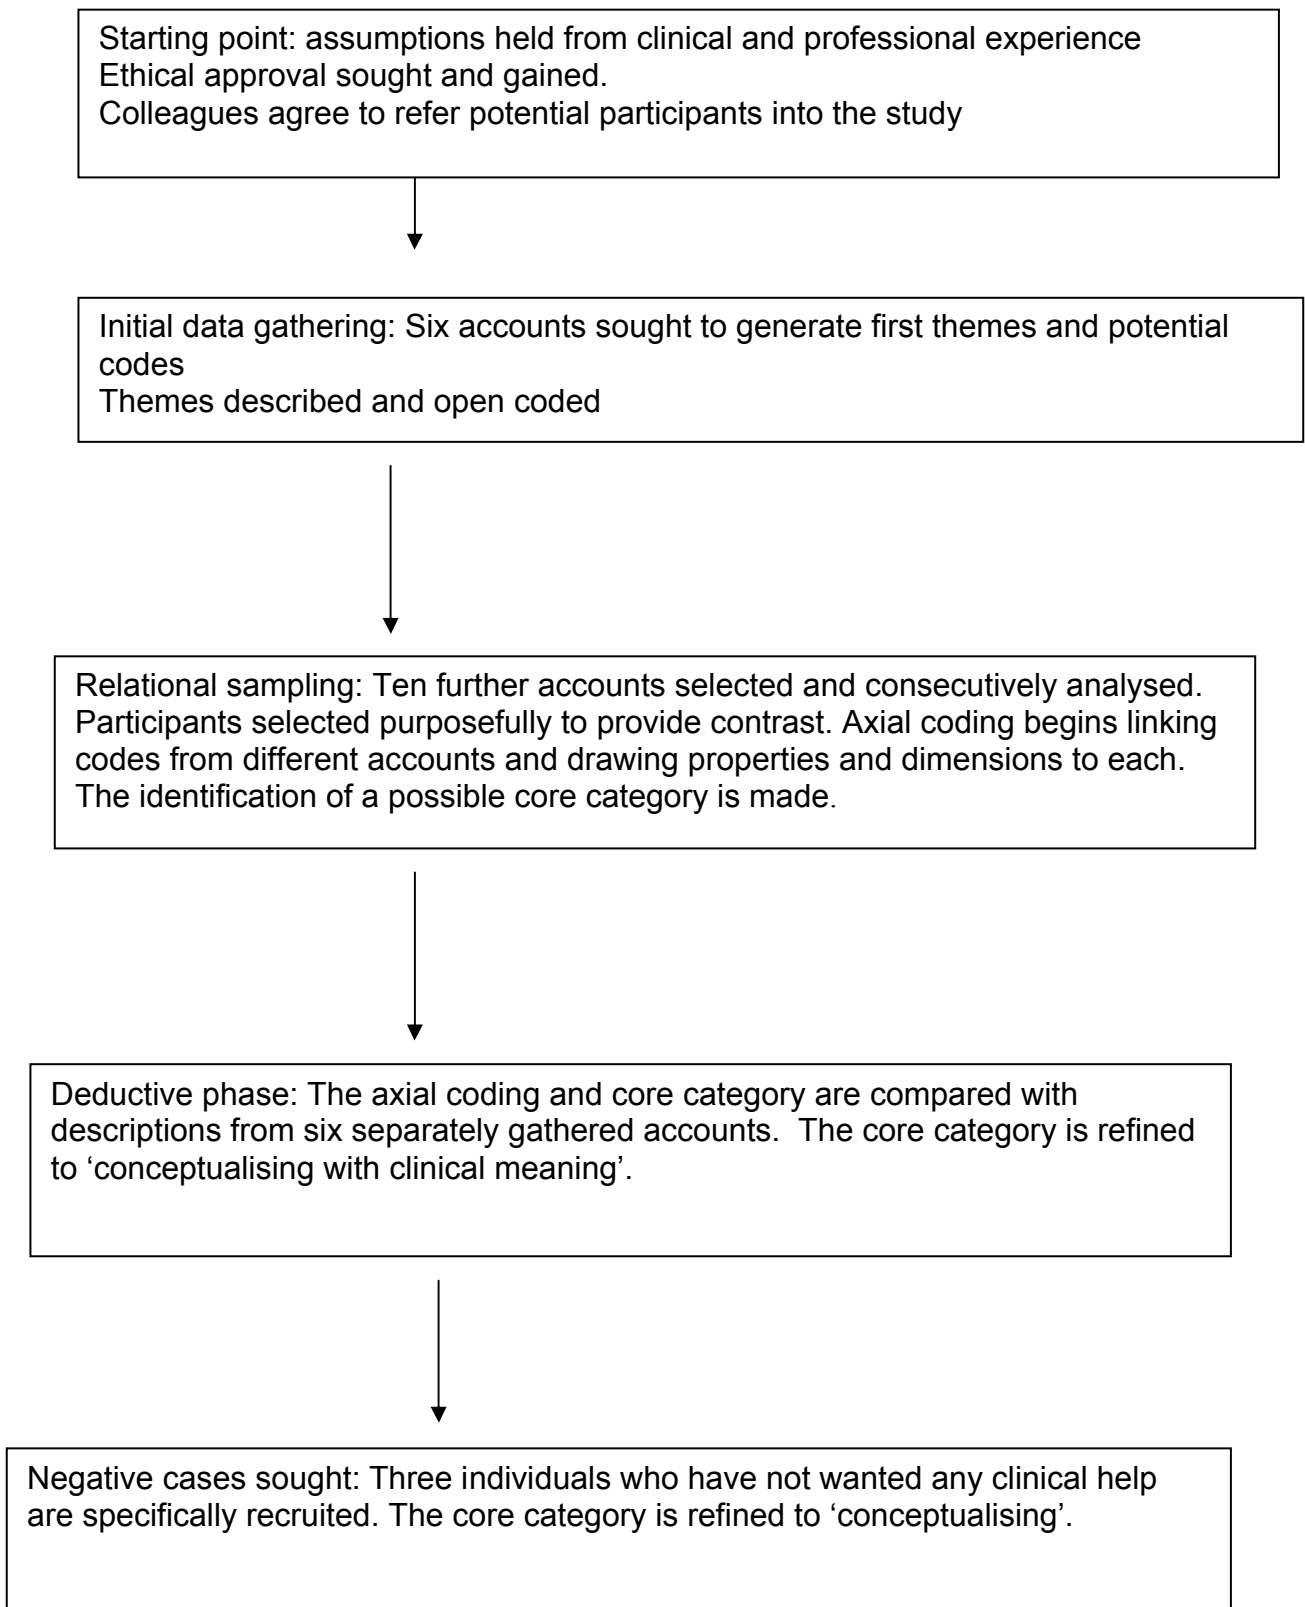 Starting point: assumptions held from clinical and professional experience
Ethical approval sought and gained.
Colleagues agree to refer potential participants into the study
Initial data gathering: Six accounts sought to generate first themes and potential
codes
Themes described and open coded
Relational sampling: Ten further accounts selected and consecutively analysed.
Participants selected purposefully to provide contrast. Axial coding begins linking
codes from different accounts and drawing properties and dimensions to each.
The identification of a possible core category is made.
Deductive phase: The axial coding and core category are compared with
descriptions from six separately gathered accounts.  The core category is refined
to ‘conceptualising with clinical meaning’.
Negative cases sought: Three individuals who have not wanted any clinical help
are specifically recruited. The core category is refined to ‘conceptualising’.